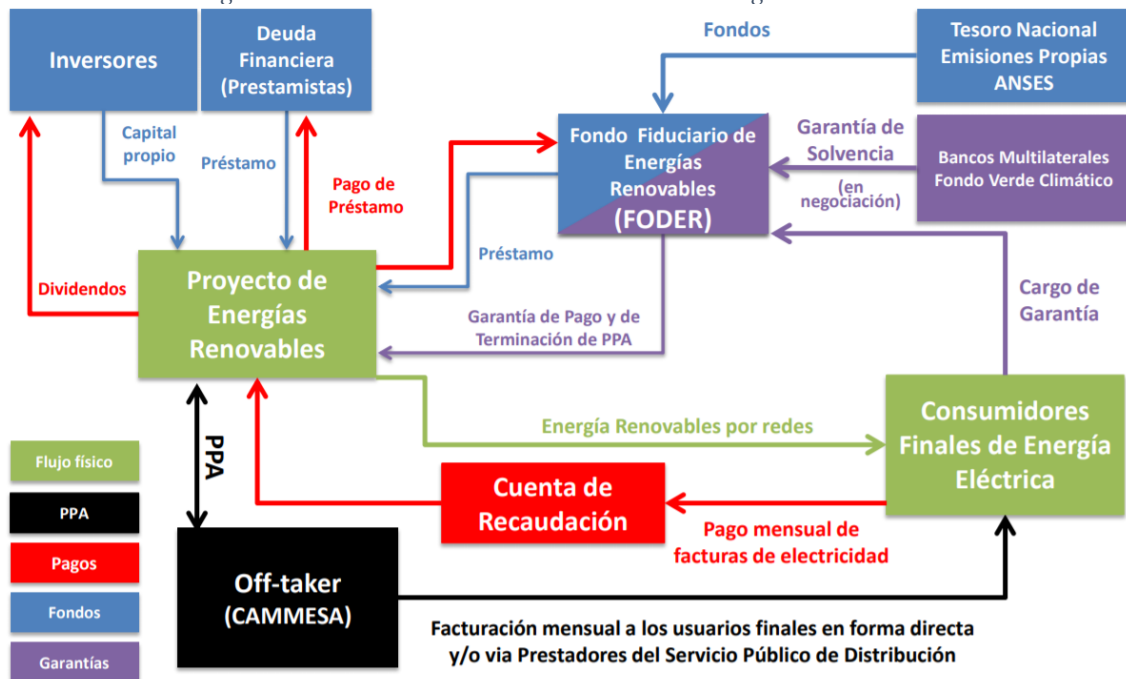 Inversores
Deuda
Financiera
(Prestamistas)
Fondos
Tesoro Nacional
Emisiones Propias
ANSES
Capital
propio
Préstamo
Pago de
Préstamo
Fondo Fiduciario de
Energías
Renovables
(FODER)
Garantía de
Solvencia
(en
negociación)
Bancos Multilaterales
Fondo Verde Climático
Dividendos
Proyecto de
Energías
Renovables
Préstamo
Garantía de Pago y de
Terminación de PPA
Cargo de
Garantía
Energía Renovables por redes
Consumidores
Finales de Energía
Eléctrica
PPA
Cuenta de
Recaudación
Pago mensual de
facturas de electricidad
Off-taker
(CAMMESA)
Facturación mensual a los usuarios finales en forma directa
y/o via Prestadores del Servicio Público de Distribución
Flujo físico
PPA
Pagos
Fondos
Garantías